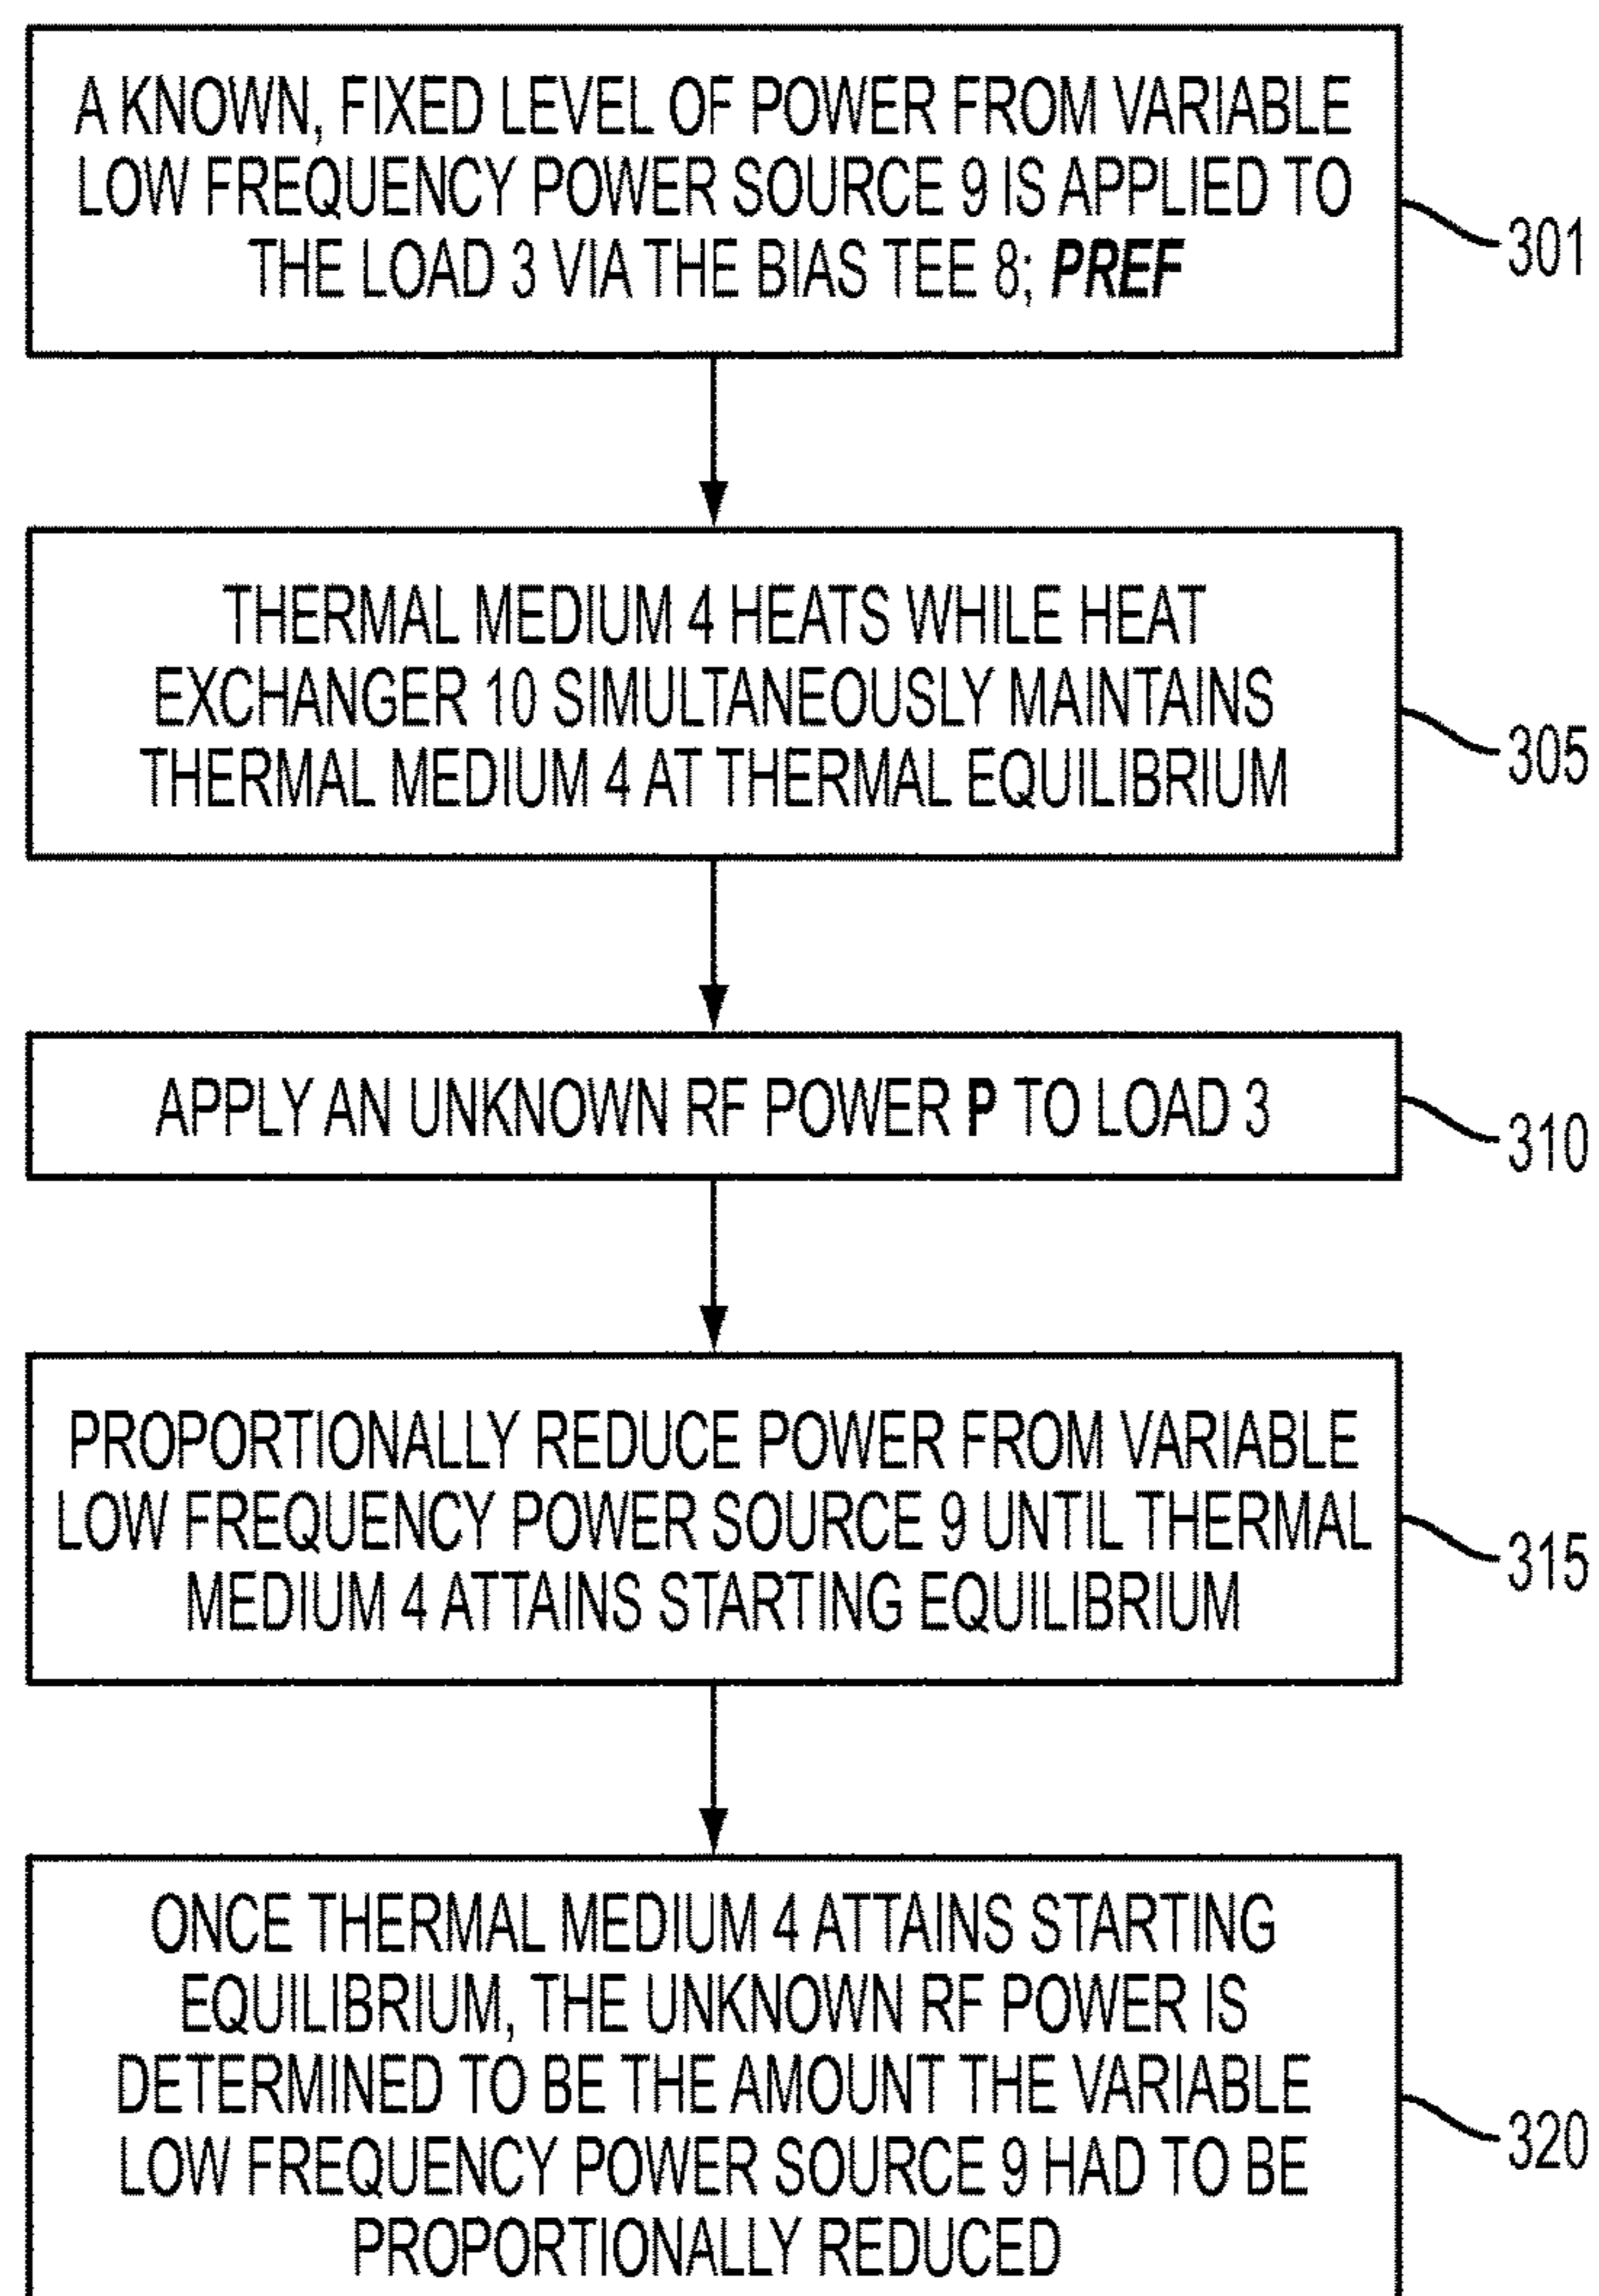 A KNOWN, FIXED LEVEL OF POWER FROM VARIABLE
LOW FREQUENCY POWER SOURCE 9 IS APPLIED TO
THE LOAD 3 VIA THE BIAS TEE 8; PREF
301
THERMAL MEDIUM 4 HEATS WHILE HEAT
EXCHANGER 10 SIMULTANEOUSLY MAINTAINS
THERMAL MEDIUM 4 AT THERMAL EQUILIBRIUM
305
APPLY AN UNKNOWN RF POWER P TO LOAD 3
310
PROPORTIONALLY REDUCE POWER FROM VARIABLE
LOW FREQUENCY POWER SOURCE 9 UNTIL THERMAL
MEDIUM 4 ATTAINS STARTING EQUILIBRIUM
315
ONCE THERMAL MEDIUM 4 ATTAINS STARTING
EQUILIBRIUM, THE UNKNOWN RF POWER IS
DETERMINED TO BE THE AMOUNT THE VARIABLE
LOW FREQUENCY POWER SOURCE 9 HAD TO BE
PROPORTIONALLY REDUCED
320